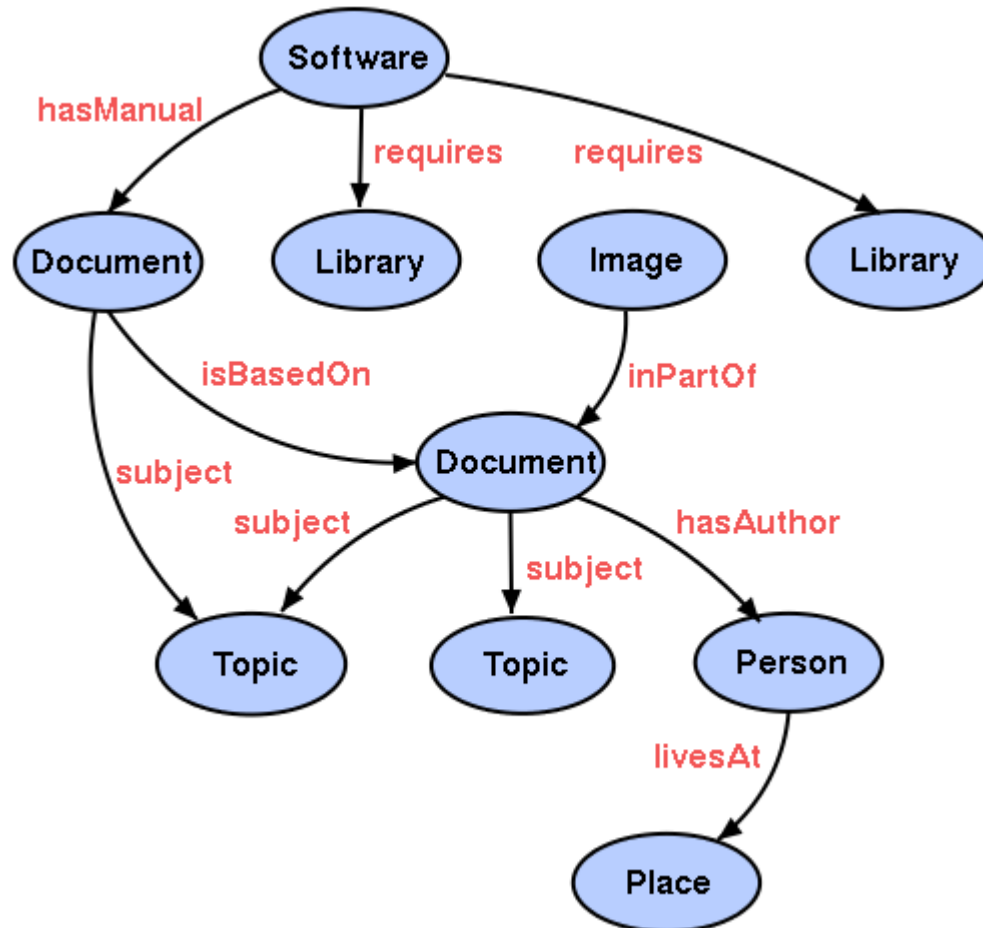 Software
hasManual
requires
requires
Document
Library
Image
Library
isBasedOn
inPartOf
Document
subject
subject
hasAuthor
subject
Topic
Topic
Person
livesAt
Place